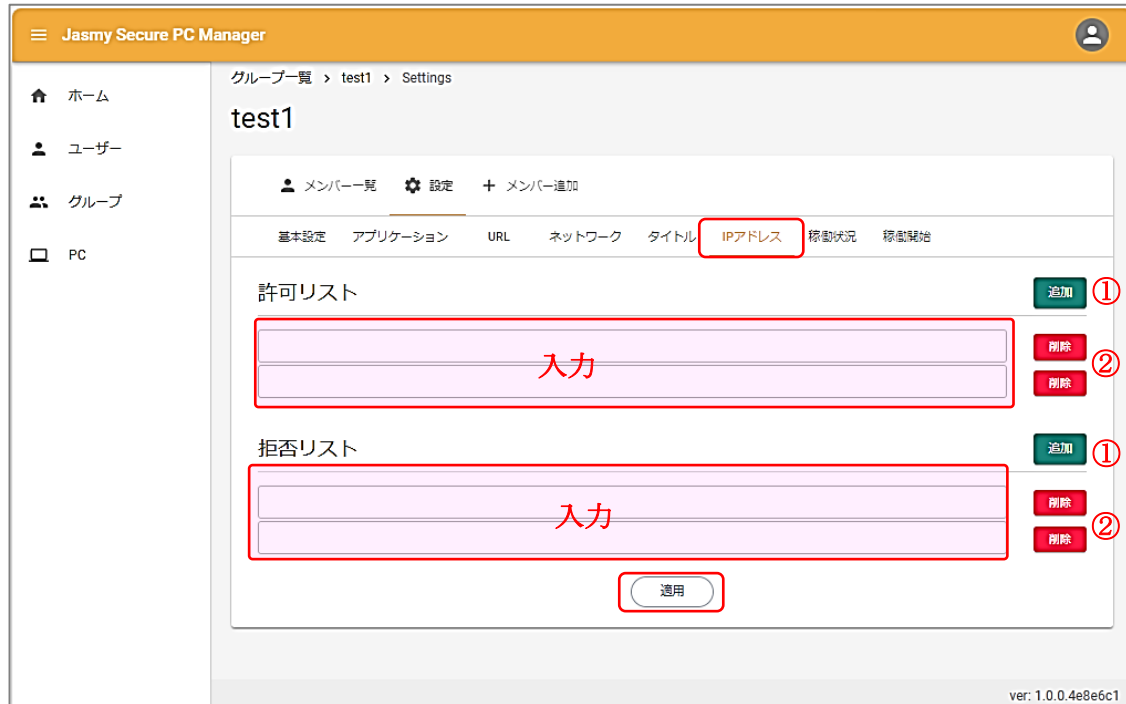 Jasmy Secure PC Manager
ホーム
ユーザー
グループ
PC
グループ一覧 > test1 > Settings
test1
メンバー一覧 設定 + メンバー追加
基本設定 アプリケーション URL ネットワーク タイトル IPアドレス 稼働状況 稼働開始
許可リスト 追加 ①
入力
削除
②
削除
拒否リスト 追加 ①
入力
削除
②
削除
適用
ver: 1.0.0.4e8e6c1